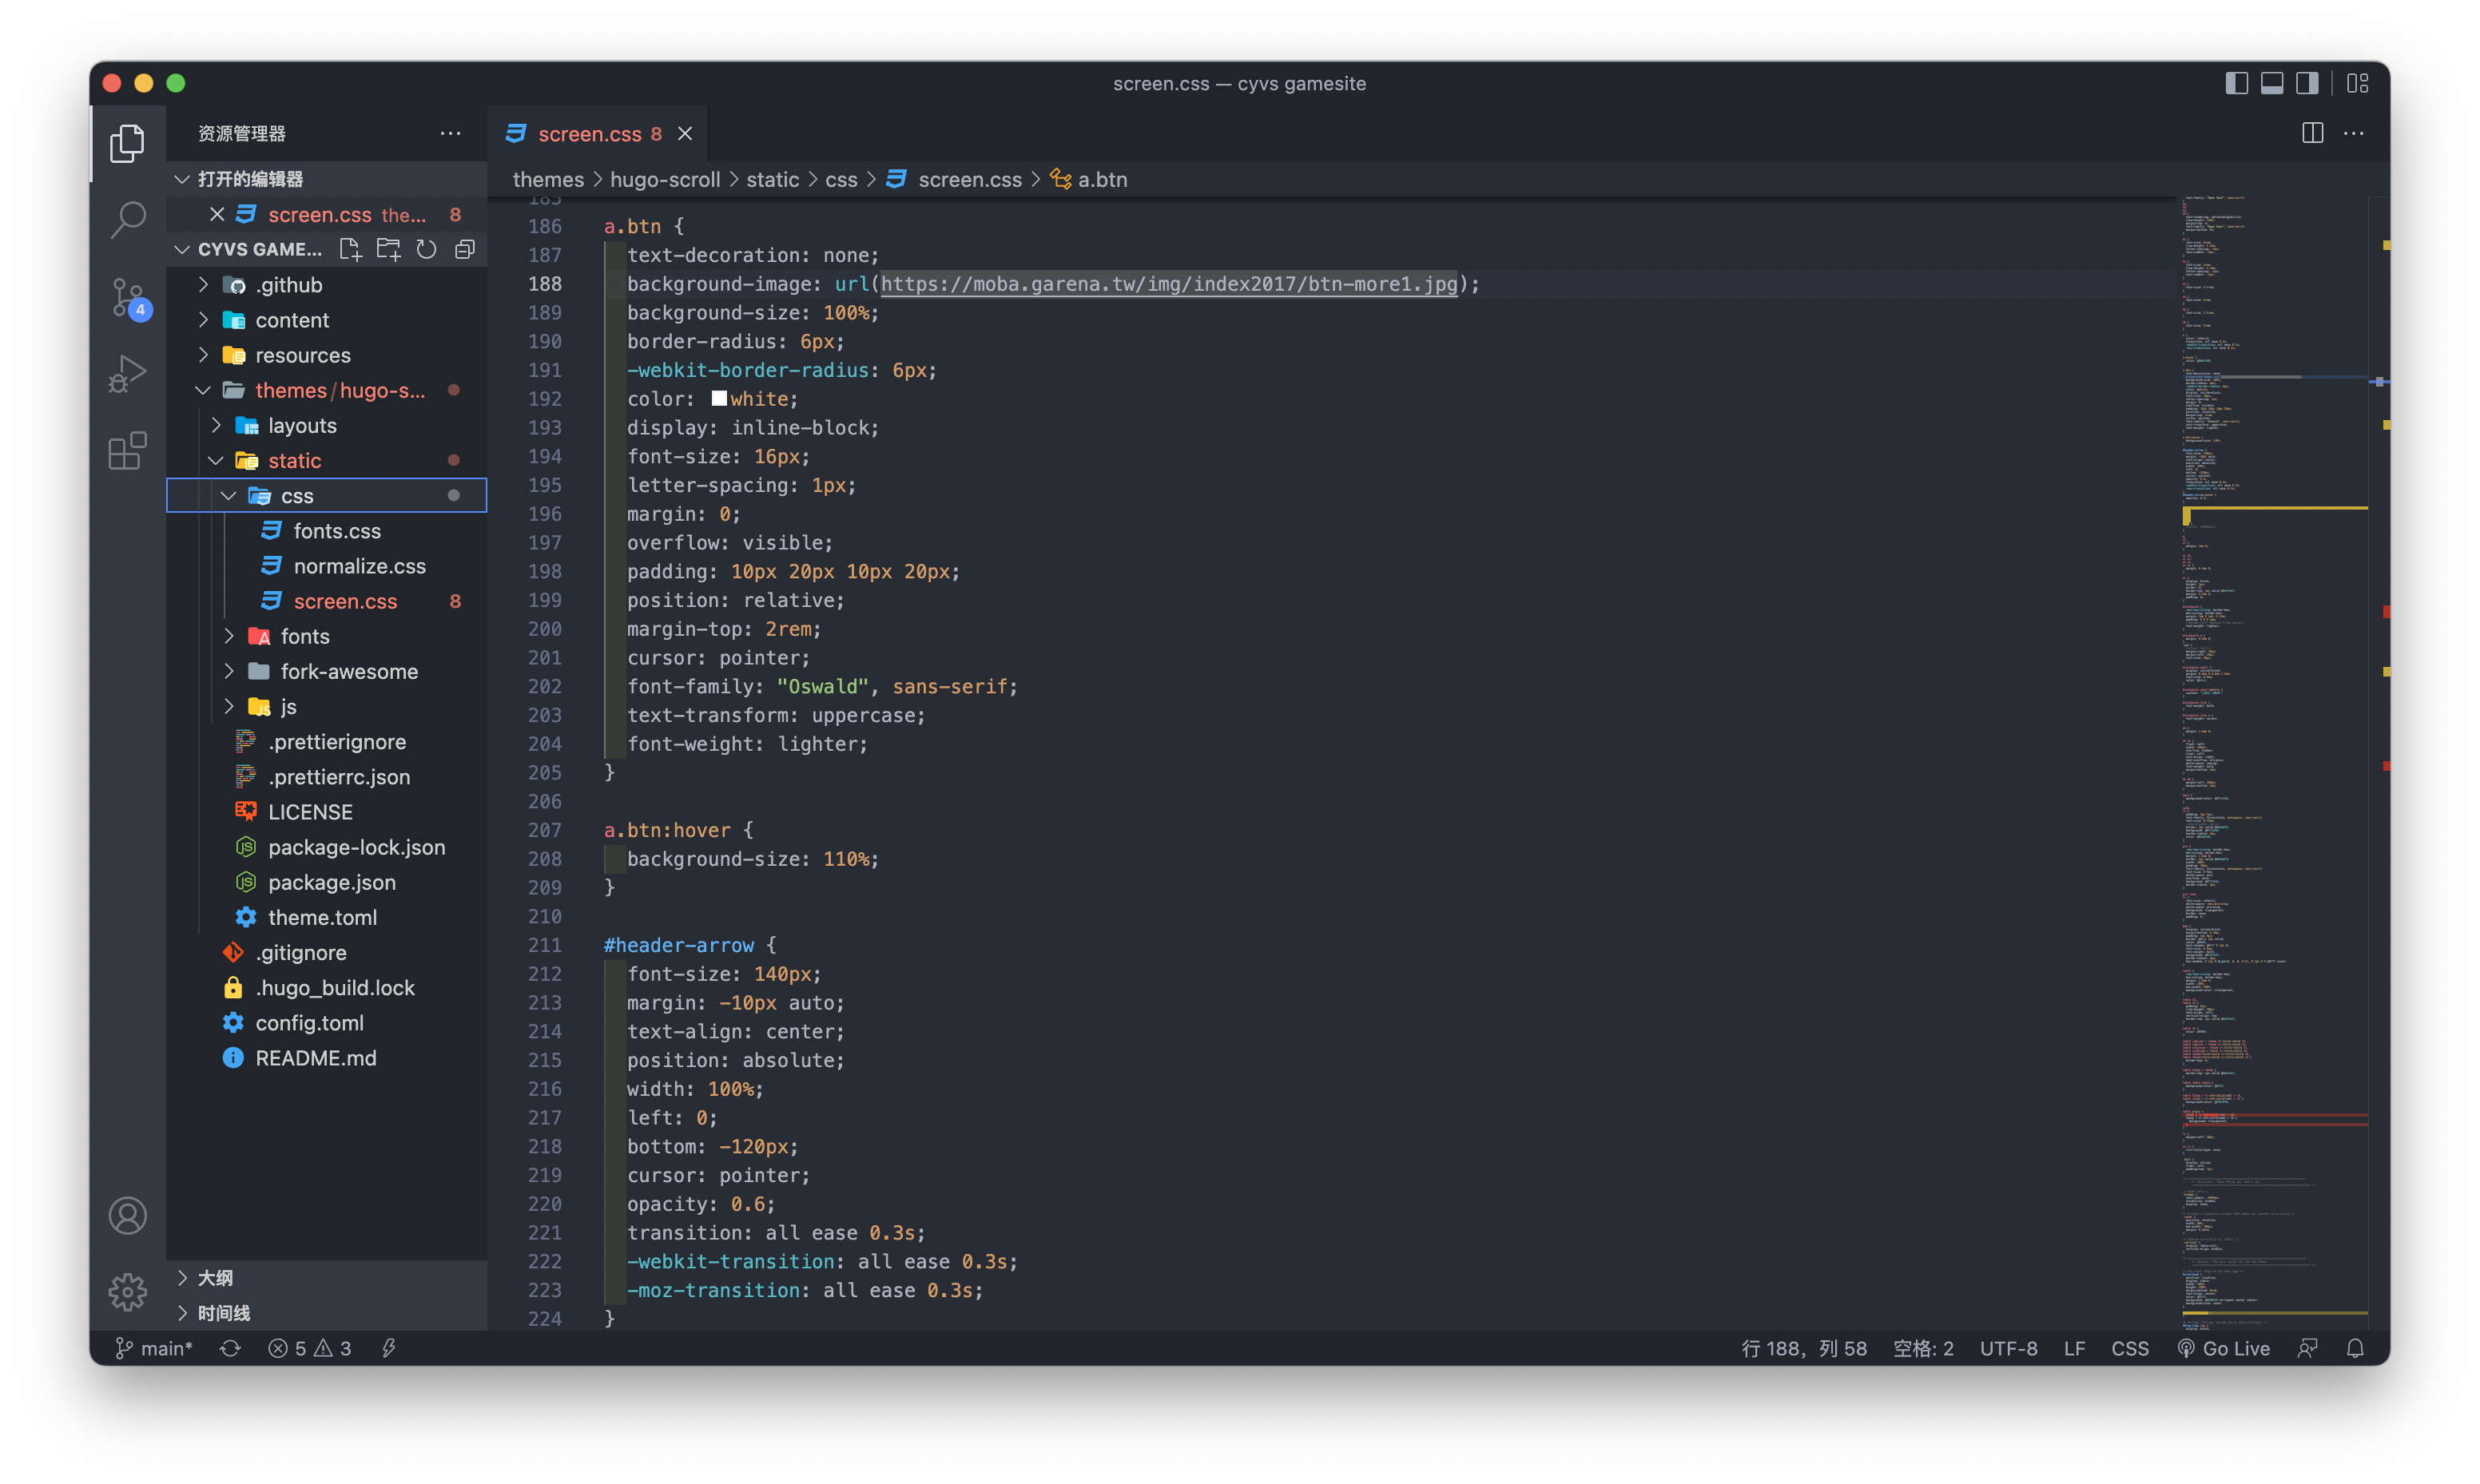 screen.css — cyvs gamesite
资源管理器
打开的编辑器
screen.css the... 8
CYVS GAME...
.github
content
resources
themes/hugo-s...
layouts
static
css
fonts.css
normalize.css
screen.css 8
fonts
fork-awesome
js
.prettierignore
.prettierrc.json
LICENSE
package-lock.json
package.json
theme.toml
.gitignore
.hugo_build.lock
config.toml
README.md
大纲
时间线
4
screen.css 8
themes > hugo-scroll > static > css > screen.css > a.btn
185
186 a.btn {
187 text-decoration: none;
188 background-image: url(https://moba.garena.tw/img/index2017/btn-more1.jpg);
189 background-size: 100%;
190 border-radius: 6px;
191 -webkit-border-radius: 6px;
192 color: white;
193 display: inline-block;
194 font-size: 16px;
195 letter-spacing: 1px;
196 margin: 0;
197 overflow: visible;
198 padding: 10px 20px 10px 20px;
199 position: relative;
200 margin-top: 2rem;
201 cursor: pointer;
202 font-family: "Oswald", sans-serif;
203 text-transform: uppercase;
204 font-weight: lighter;
205 }
206
207 a.btn:hover {
208 background-size: 110%;
209 }
210
211 #header-arrow {
212 font-size: 140px;
213 margin: -10px auto;
214 text-align: center;
215 position: absolute;
216 width: 100%;
217 left: 0;
218 bottom: -120px;
219 cursor: pointer;
220 opacity: 0.6;
221 transition: all ease 0.3s;
222 -webkit-transition: all ease 0.3s;
223 -moz-transition: all ease 0.3s;
224 }
main* 5 3 行 188，列 58 空格: 2 UTF-8 LF CSS Go Live